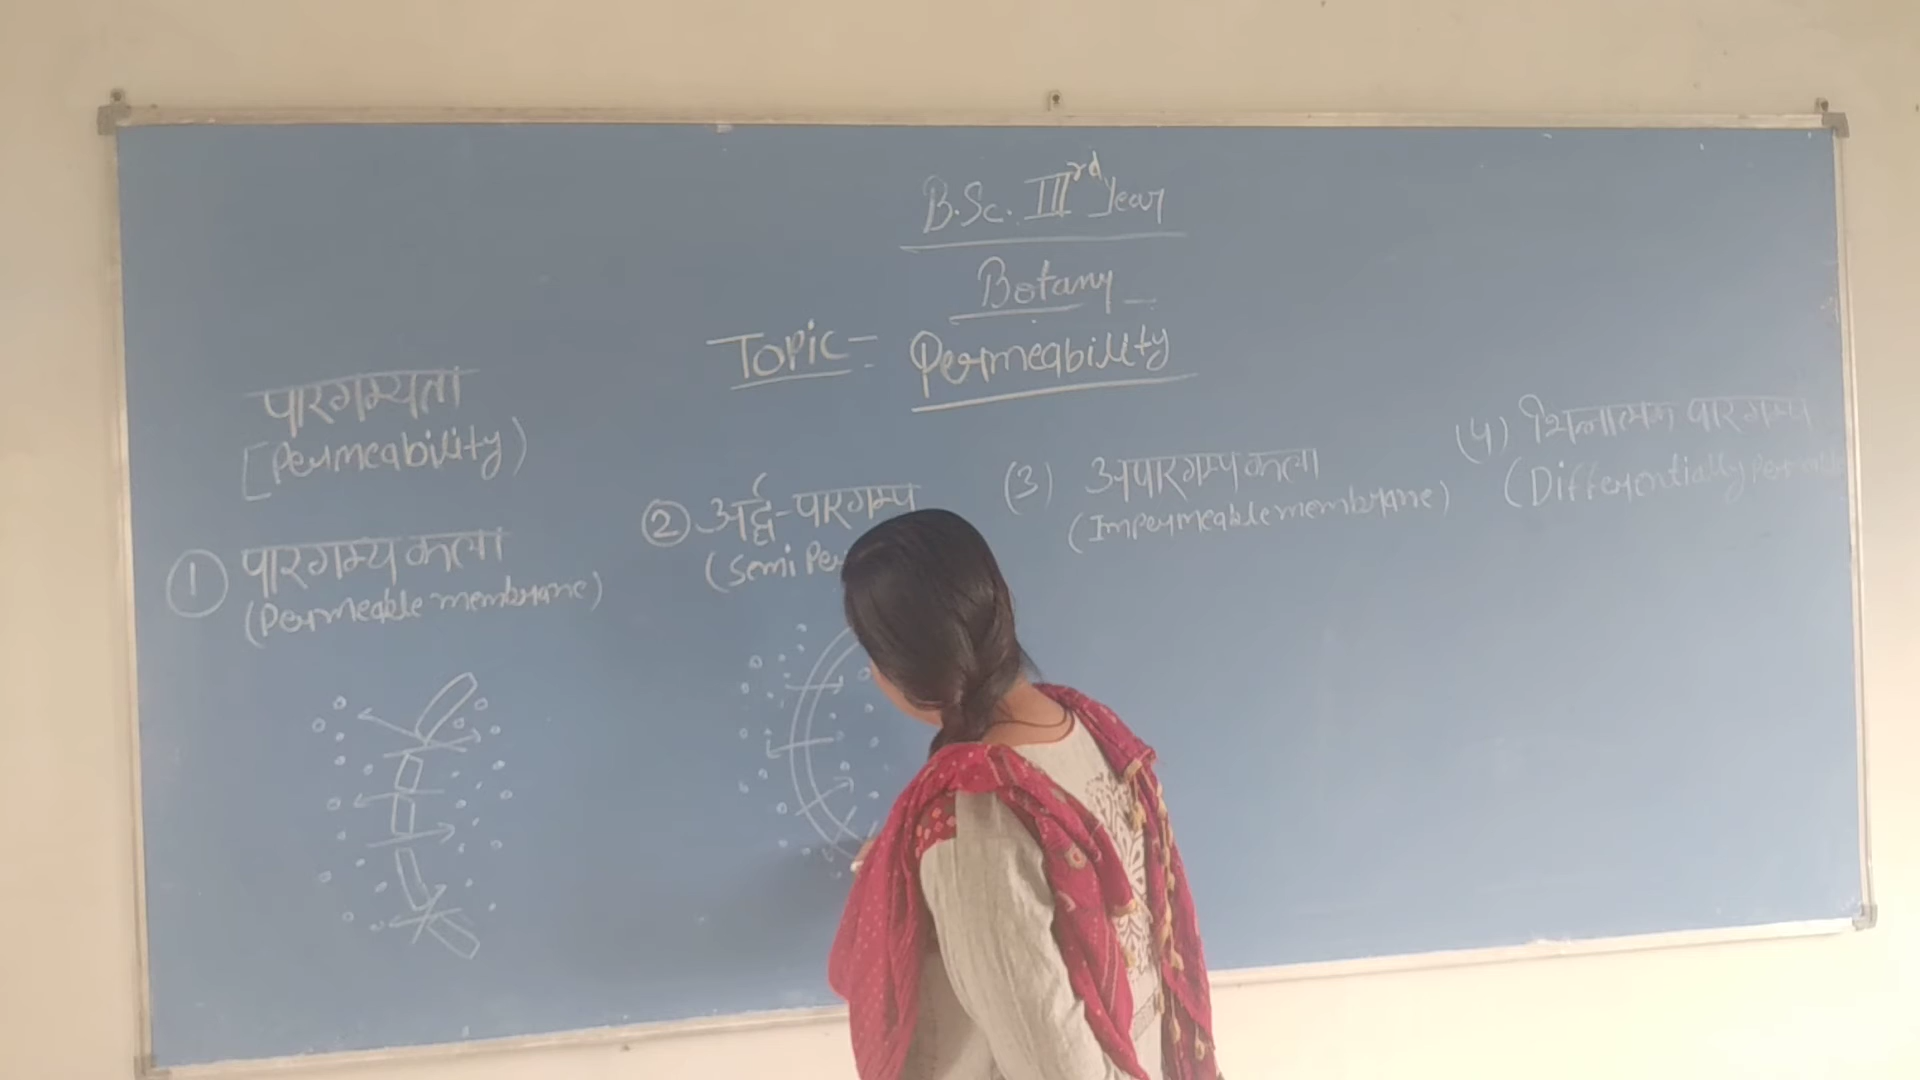 B.Sc. IIIrd Year
Botany
Topic = Permeability
पारगम्यता
[Permeability)
① पारगम्य कला
(Permeable membrane)
② अर्द्ध-पारगम्य
(Semi Per
(3) अपारगम्य कला
(Impermeable membrane)
(4) पारगम्य
(Differentially